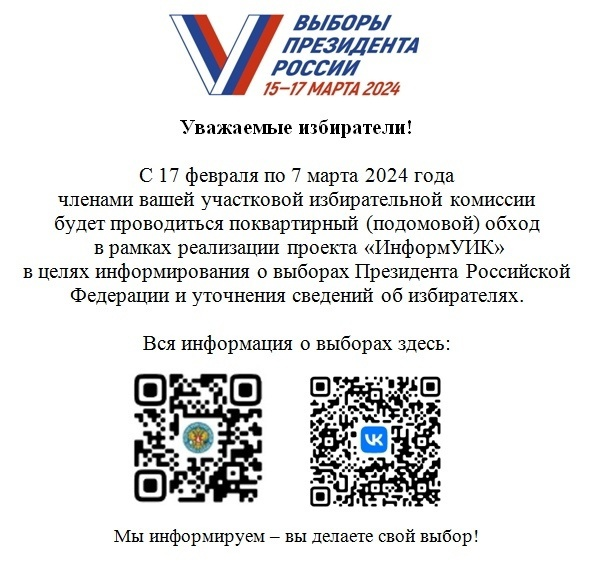 ВЫБОРЫ
ПРЕЗИДЕНТА
РОССИИ
15–17 МАРТА 2024
Уважаемые избиратели!
С 17 февраля по 7 марта 2024 года
членами вашей участковой избирательной комиссии
будет проводиться поквартирный (подомовой) обход
в рамках реализации проекта «ИнформУИК»
в целях информирования о выборах Президента Российской
Федерации и уточнения сведений об избирателях.
Вся информация о выборах здесь:
Мы информируем – вы делаете свой выбор!